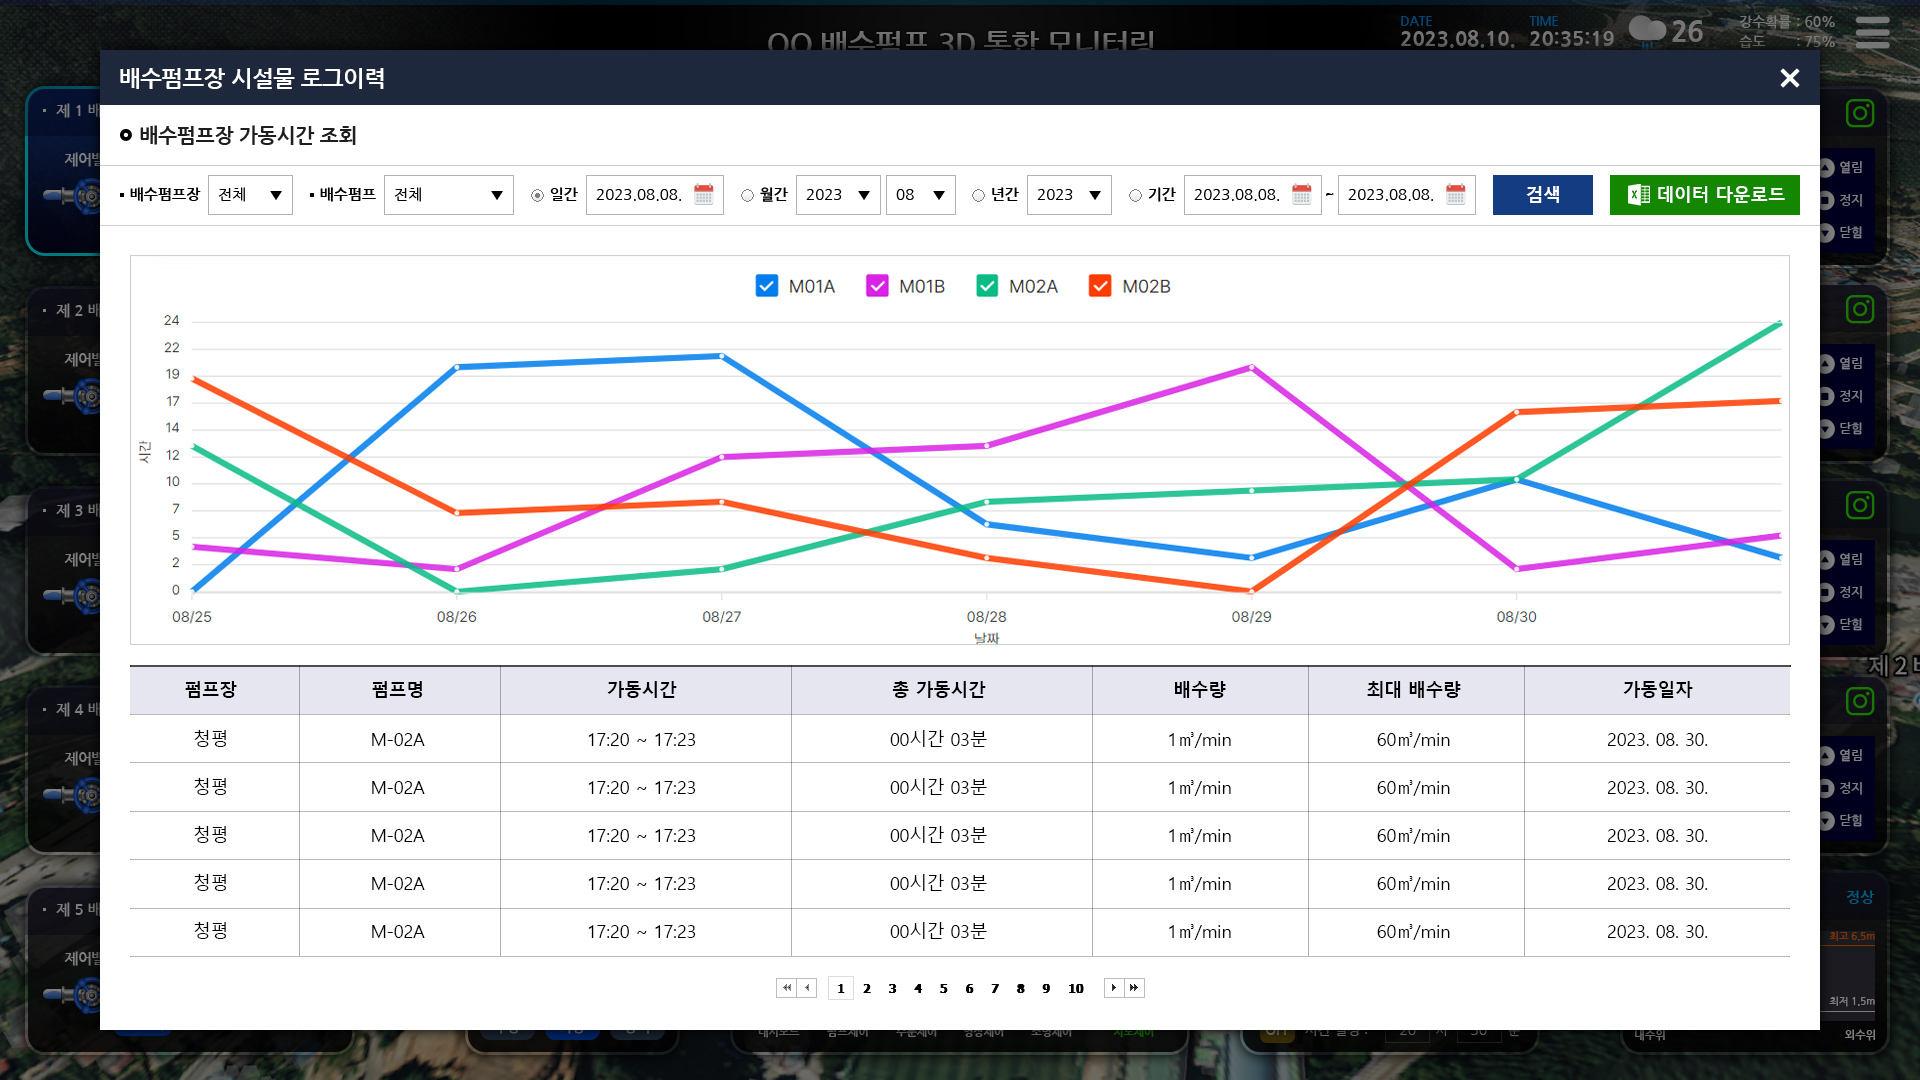 OO 배수펌프 3D 통합 모니터링
DATE
2023.08.10.
TIME
20:35:19
26
강수확률 : 60%
습도 : 75%
배수펌프장 시설물 로그이력
배수펌프장 가동시간 조회
배수펌프장 전체 ▼ 배수펌프 전체 ▼ 일간 2023.08.08. 월간 2023 ▼ 08 ▼ 년간 2023 ▼ 기간 2023.08.08. ~ 2023.08.08. 검색 데이터 다운로드
M01A M01B M02A M02B
24
22
19
17
14
12
10
7
5
2
0
시간
08/25 08/26 08/27 08/28 08/29 08/30
날짜
펌프장 펌프명 가동시간 총 가동시간 배수량 최대 배수량 가동일자
청평 M-02A 17:20 ~ 17:23 00시간 03분 1㎥/min 60㎥/min 2023. 08. 30.
청평 M-02A 17:20 ~ 17:23 00시간 03분 1㎥/min 60㎥/min 2023. 08. 30.
청평 M-02A 17:20 ~ 17:23 00시간 03분 1㎥/min 60㎥/min 2023. 08. 30.
청평 M-02A 17:20 ~ 17:23 00시간 03분 1㎥/min 60㎥/min 2023. 08. 30.
청평 M-02A 17:20 ~ 17:23 00시간 03분 1㎥/min 60㎥/min 2023. 08. 30.
1 2 3 4 5 6 7 8 9 10
제 1 배
제어밸
제 2 배
제어밸
제 3 배
제어밸
제 4 배
제어밸
제 5 배
제어밸
열림
정지
닫힘
열림
정지
닫힘
열림
정지
닫힘
제 2
열림
정지
닫힘
정상
최고 6.5m
최저 1.5m
내수위 외수위